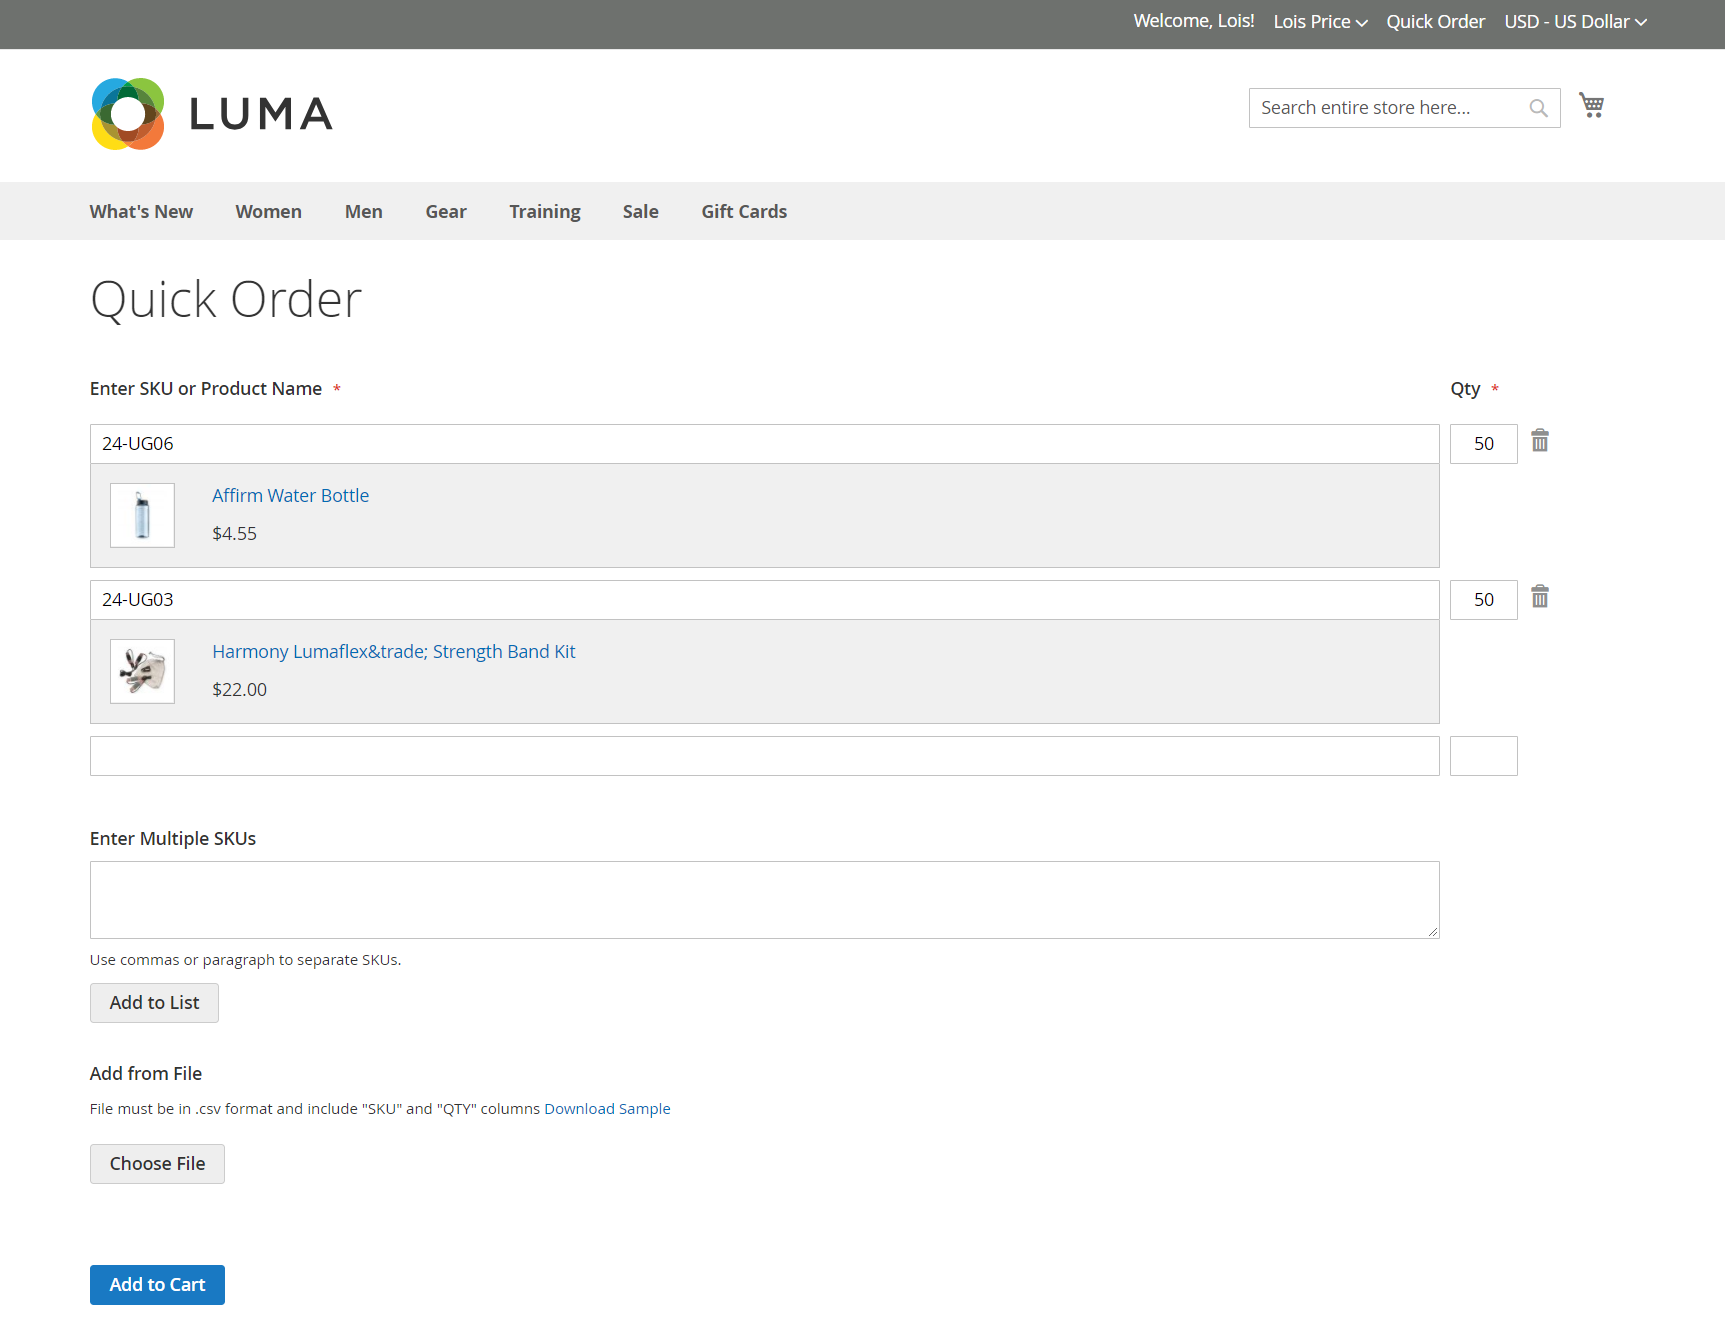 Welcome, Lois! Lois Price Quick Order USD - US Dollar
LUMA
Search entire store here...
What's New Women Men Gear Training Sale Gift Cards
Quick Order
Enter SKU or Product Name * Qty *
24-UG06 50
Affirm Water Bottle
$4.55
24-UG03 50
Harmony Lumaflex&trade; Strength Band Kit
$22.00
Enter Multiple SKUs
Use commas or paragraph to separate SKUs.
Add to List
Add from File
File must be in .csv format and include "SKU" and "QTY" columns Download Sample
Choose File
Add to Cart